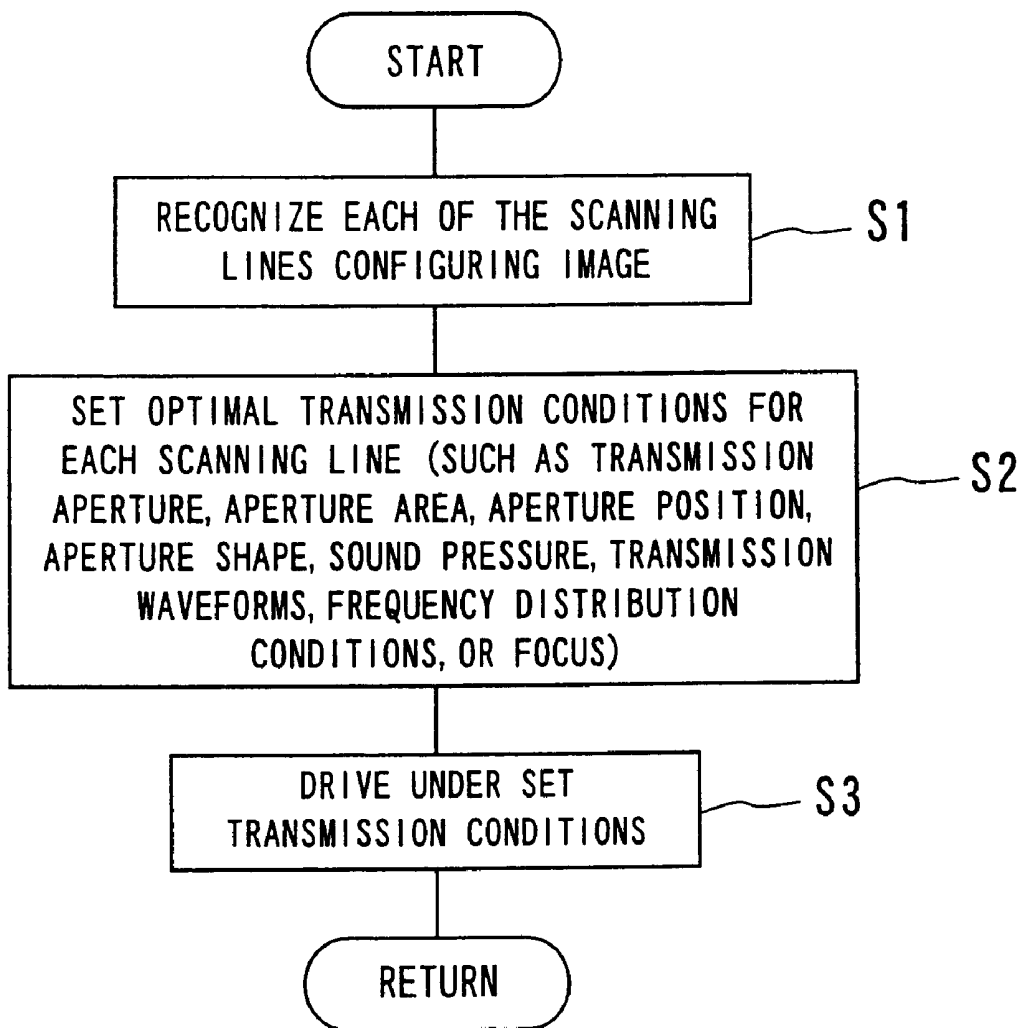 START
RECOGNIZE EACH OF THE SCANNING
LINES CONFIGURING IMAGE
S1
SET OPTIMAL TRANSMISSION CONDITIONS FOR
EACH SCANNING LINE (SUCH AS TRANSMISSION
APERTURE, APERTURE AREA, APERTURE POSITION,
APERTURE SHAPE, SOUND PRESSURE, TRANSMISSION
WAVEFORMS, FREQUENCY DISTRIBUTION
CONDITIONS, OR FOCUS)
S2
DRIVE UNDER SET
TRANSMISSION CONDITIONS
S3
RETURN